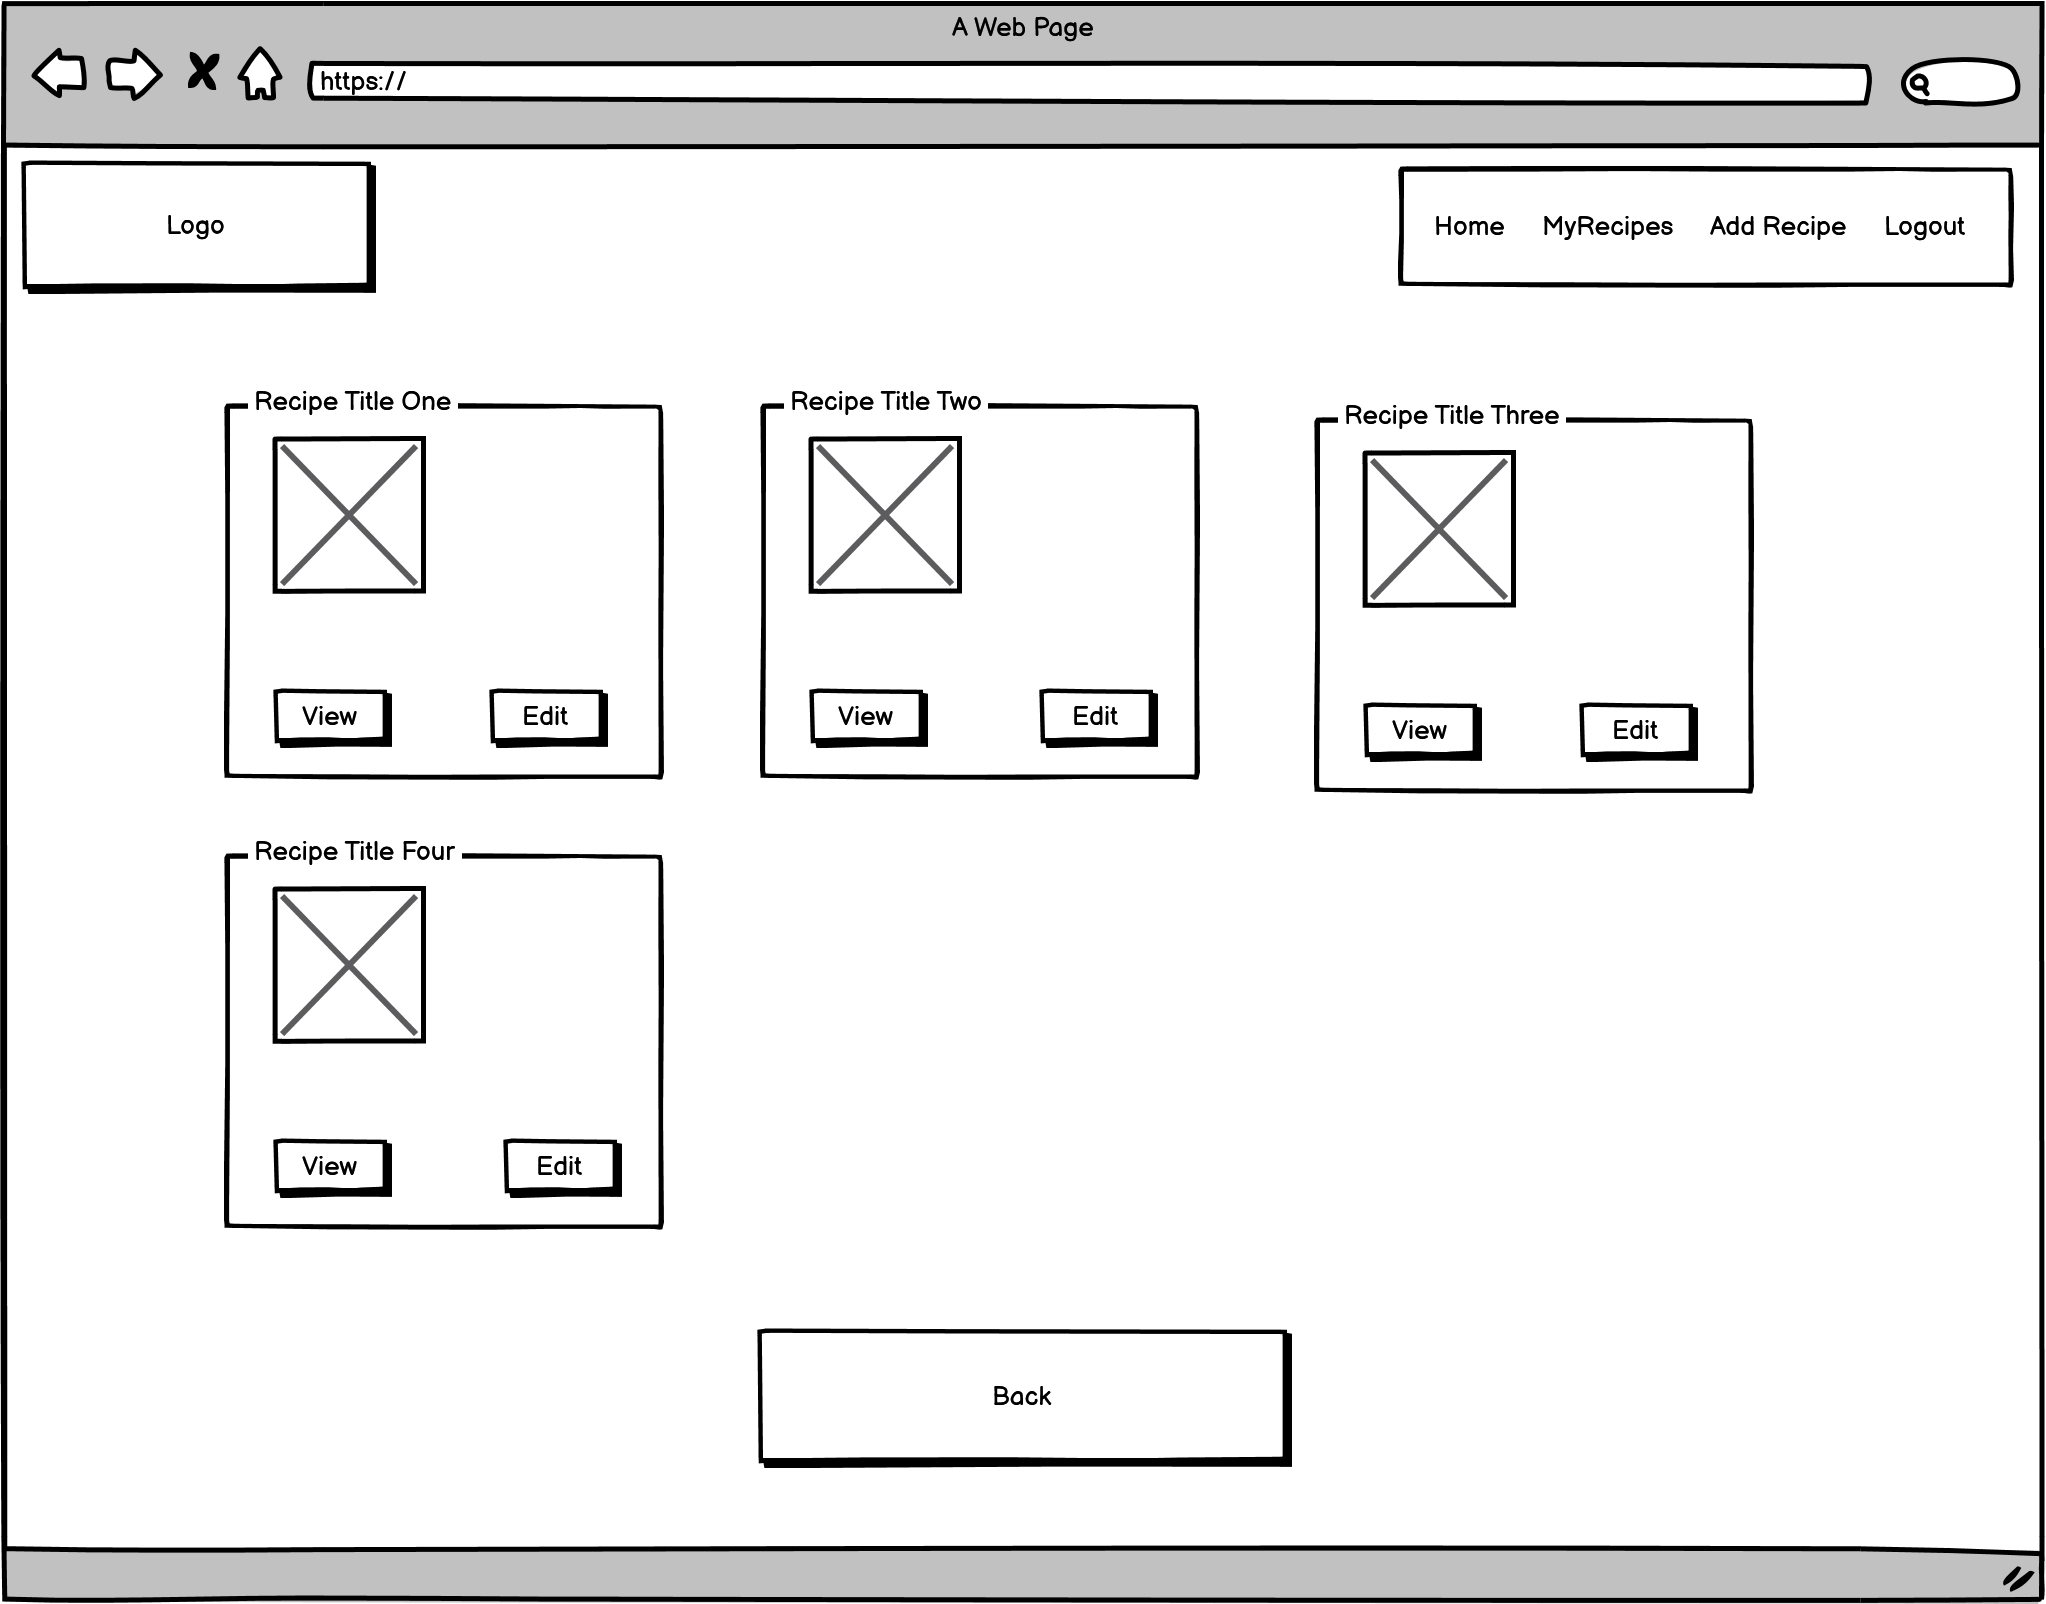 A Web Page
https://
Logo
Home MyRecipes Add Recipe Logout
Recipe Title One
Recipe Title Two
Recipe Title Three
View Edit
View Edit
View Edit
Recipe Title Four
View Edit
Back